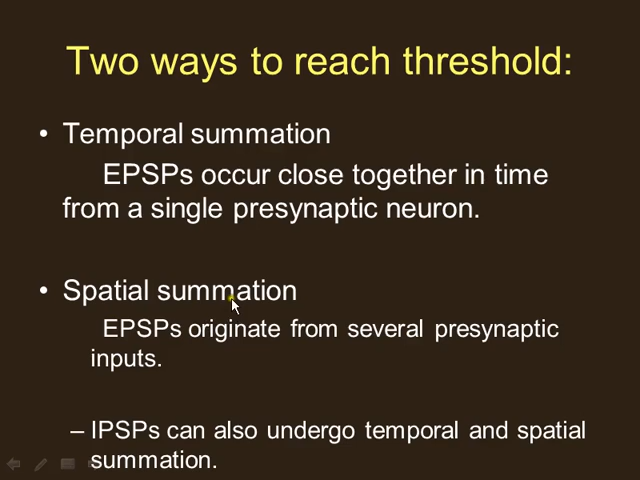 Two ways to reach threshold:
• Temporal summation
EPSPs occur close together in time
from a single presynaptic neuron.
• Spatial summation
EPSPs originate from several presynaptic
inputs.
– IPSPs can also undergo temporal and spatial
summation.